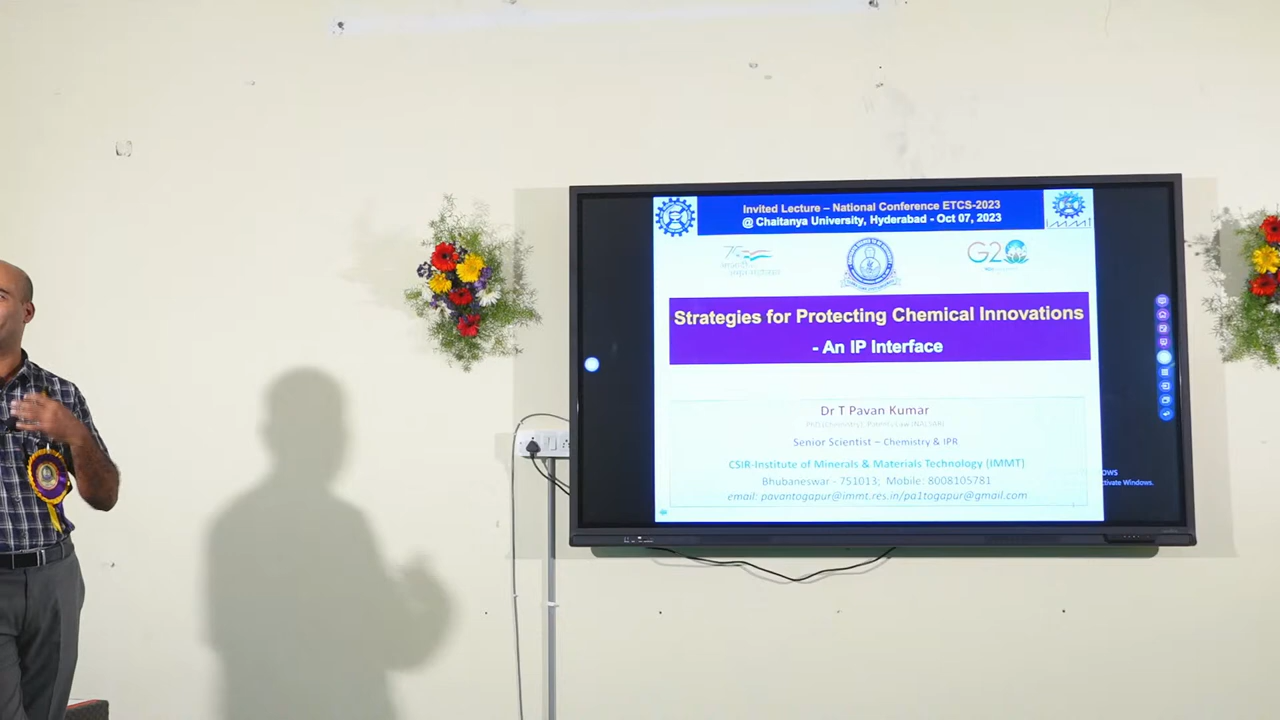 Invited Lecture – National Conference ETCS-2023
@ Chaitanya University, Hyderabad - Oct 07, 2023
G20
Strategies for Protecting Chemical Innovations
- An IP Interface
Dr T Pavan Kumar
Senior Scientist – Chemistry & IPR
CSIR-Institute of Minerals & Materials Technology (IMMT)
Bhubaneswar - 751013; Mobile: 8008105781
email: pavantogapur@immt.res.in/pa1togapur@gmail.com